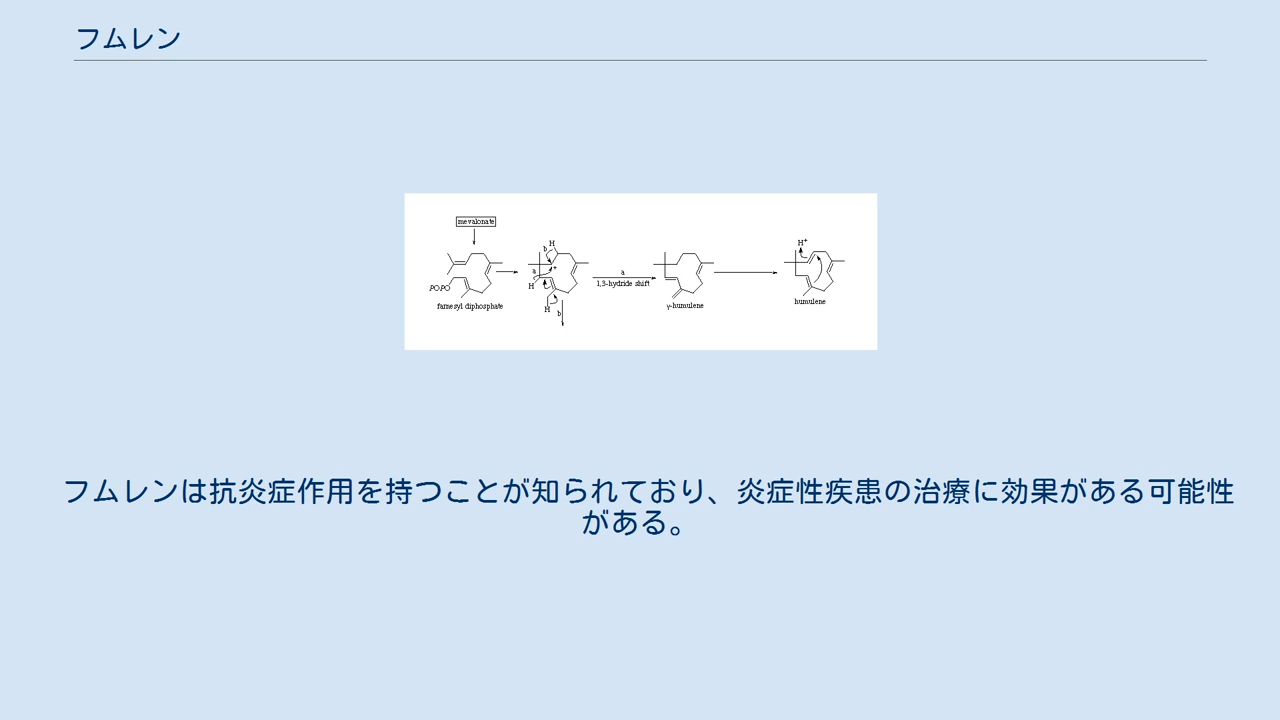 フムレン
mevalonate
H
b
H⁺
a
+
POPO
H
a
1,3-hydride shift
farnesyl diphosphate
H
b
γ-humulene
humulene
フムレンは抗炎症作用を持つことが知られており、炎症性疾患の治療に効果がある可能性
がある。